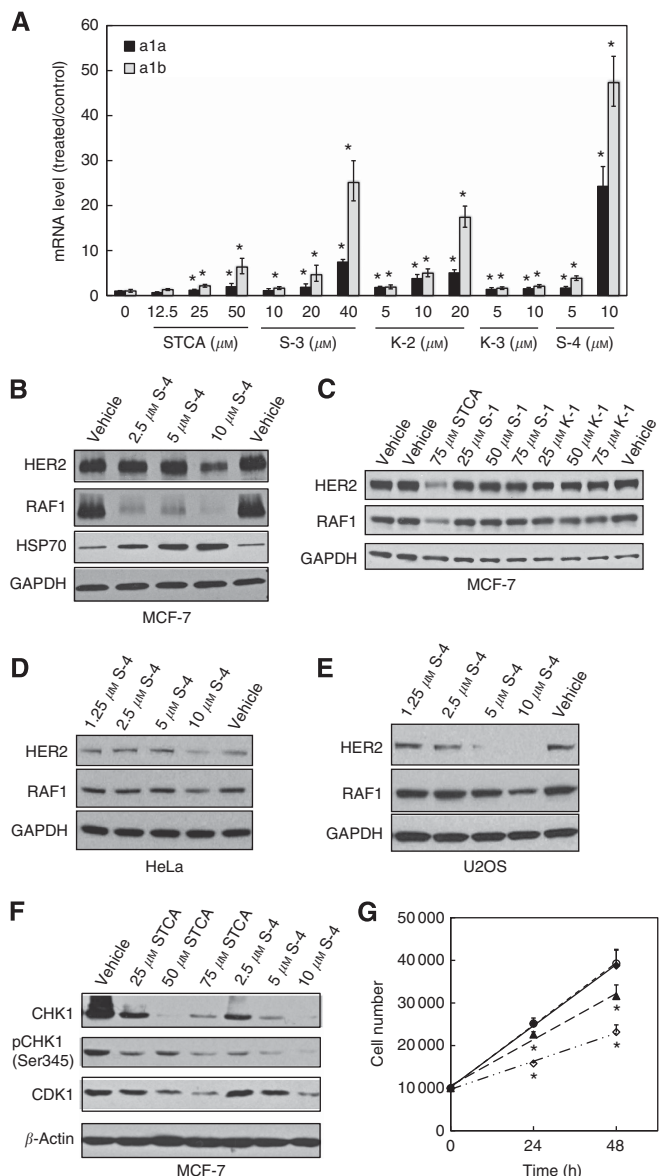 A
60
50
40
30
20
10
0
mRNA level (treated/control)
a1a
a1b
* * * * * * * * * * * * * * * * * * * * * *
0 12.5 25 50 10 20 40 5 10 20 5 10 5 10
STCA (μM) S-3 (μM) K-2 (μM) K-3 (μM) S-4 (μM)
B
Vehicle
2.5 μM S-4
5 μM S-4
10 μM S-4
Vehicle
HER2
RAF1
HSP70
GAPDH
MCF-7
C
Vehicle
Vehicle
75 μM STCA
25 μM S-1
50 μM S-1
75 μM S-1
25 μM K-1
50 μM K-1
75 μM K-1
Vehicle
HER2
RAF1
GAPDH
MCF-7
D
1.25 μM S-4
2.5 μM S-4
5 μM S-4
10 μM S-4
Vehicle
HER2
RAF1
GAPDH
HeLa
E
1.25 μM S-4
2.5 μM S-4
5 μM S-4
10 μM S-4
Vehicle
HER2
RAF1
GAPDH
U2OS
F
Vehicle
25 μM STCA
50 μM STCA
75 μM STCA
2.5 μM S-4
5 μM S-4
10 μM S-4
CHK1
pCHK1
(Ser345)
CDK1
β-Actin
MCF-7
G
50 000
40 000
30 000
20 000
10 000
0
Cell number
* * * *
0 24 48
Time (h)